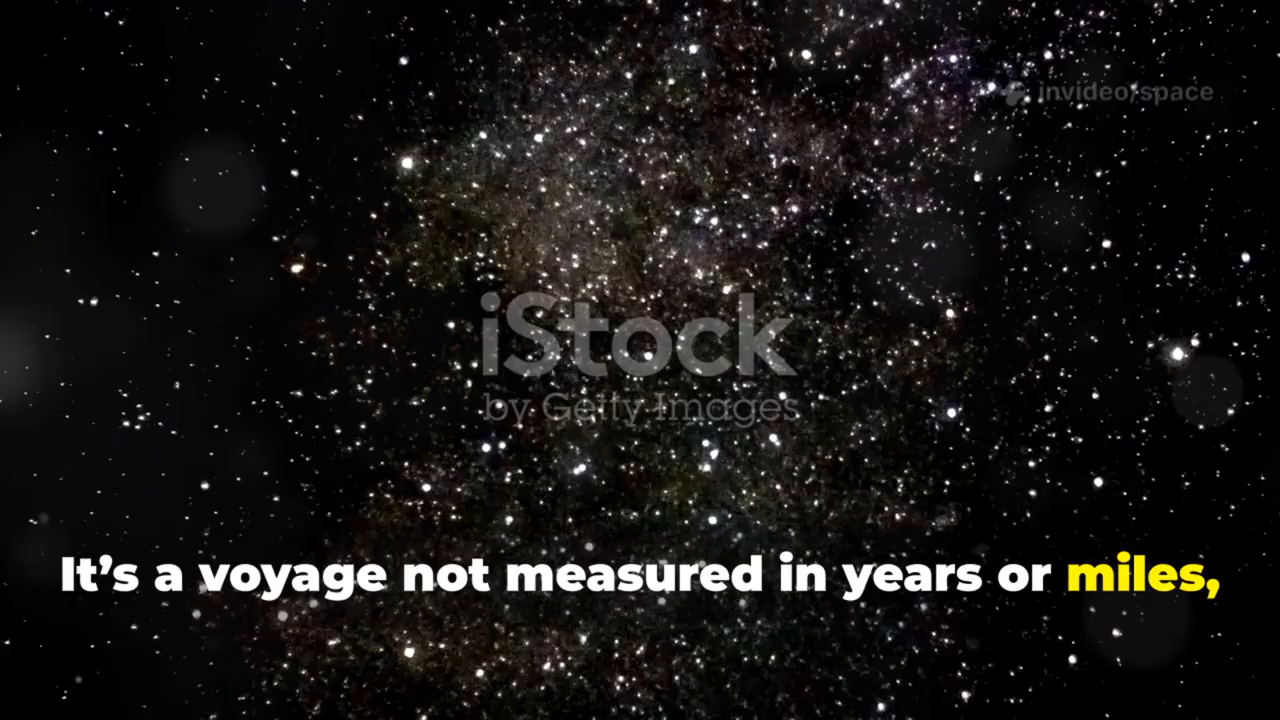 invideo/space
iStock
by Getty Images
It’s a voyage not measured in years or miles,